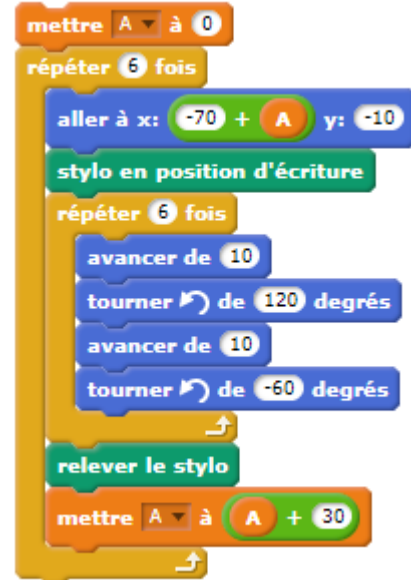 mettre A à 0
répéter 6 fois
aller à x: -70 + A y: -10
stylo en position d'écriture
répéter 6 fois
avancer de 10
tourner de 120 degrés
avancer de 10
tourner de -60 degrés
relever le stylo
mettre A à A + 30